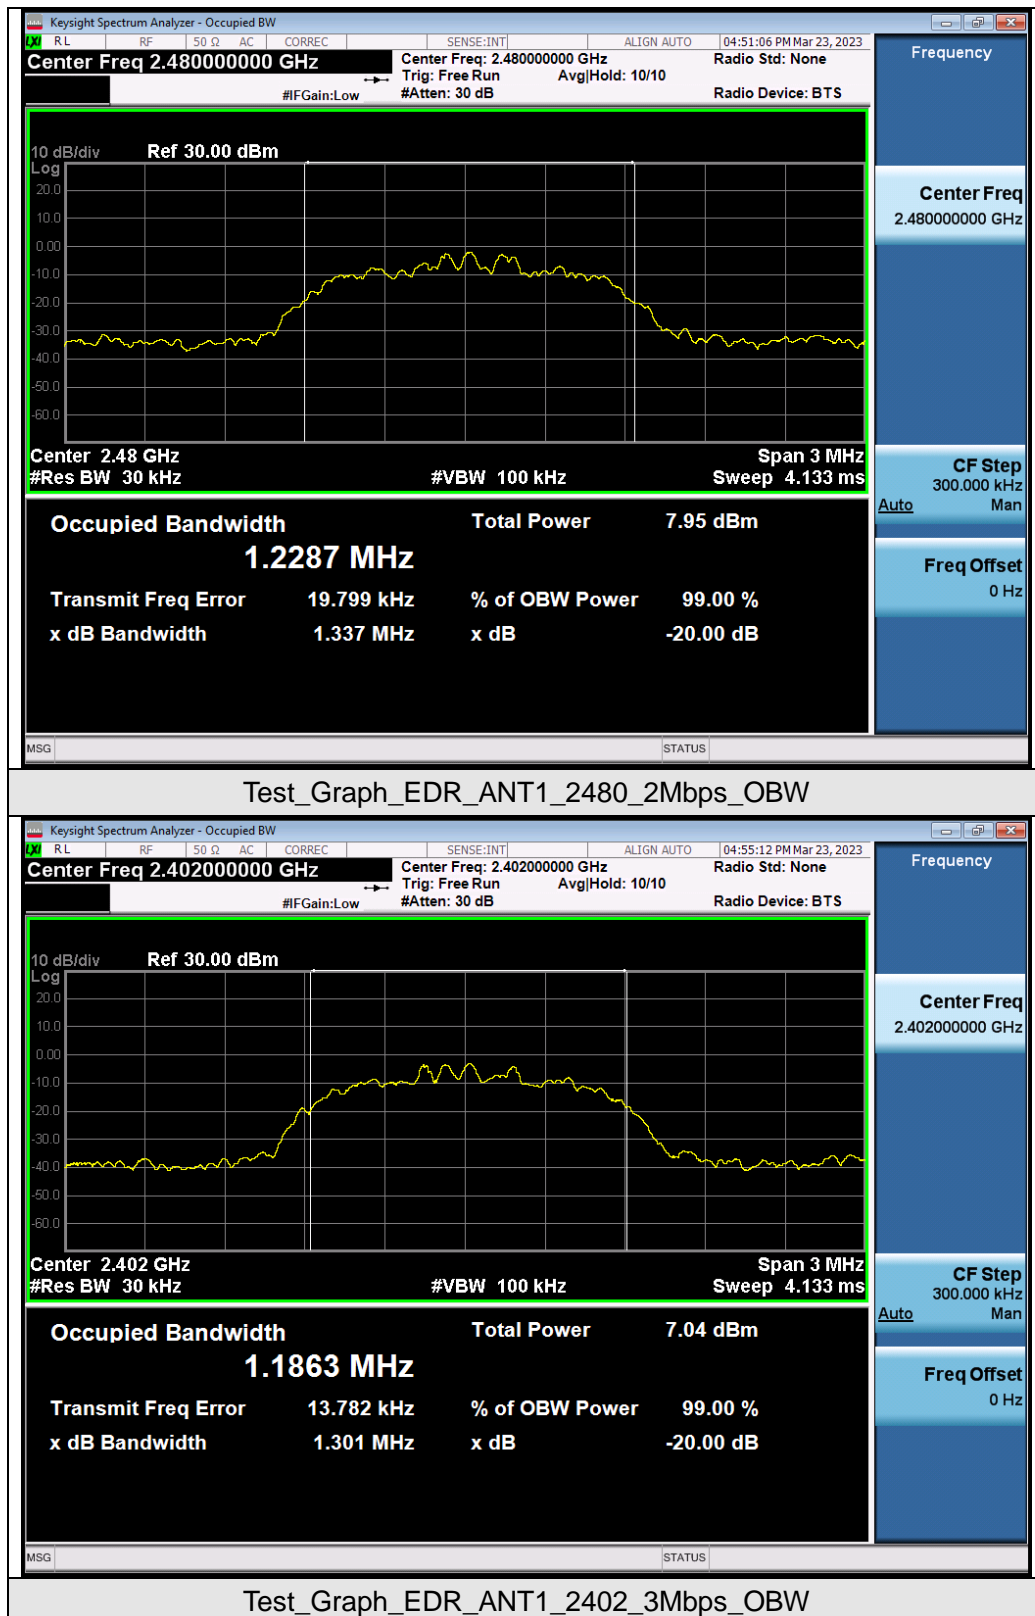 Keysight Spectrum Analyzer - Occupied BW
LXI RL RF 50 Ω AC CORREC SENSE:INT ALIGN AUTO 04:51:06 PM Mar 23, 2023
Center Freq 2.480000000 GHz
Center Freq: 2.480000000 GHz
Radio Std: None
Trig: Free Run Avg|Hold: 10/10
#IFGain:Low
#Atten: 30 dB
Radio Device: BTS
Frequency
10 dB/div Ref 30.00 dBm
Log
20.0
10.0
0.00
-10.0
-20.0
-30.0
-40.0
-50.0
-60.0
Center Freq
2.480000000 GHz
Center 2.48 GHz Span 3 MHz
#Res BW 30 kHz #VBW 100 kHz Sweep 4.133 ms
CF Step
300.000 kHz
Auto Man
Freq Offset
0 Hz
Occupied Bandwidth Total Power 7.95 dBm
1.2287 MHz
Transmit Freq Error 19.799 kHz % of OBW Power 99.00 %
x dB Bandwidth 1.337 MHz x dB -20.00 dB
MSG STATUS
Test_Graph_EDR_ANT1_2480_2Mbps_OBW
Keysight Spectrum Analyzer - Occupied BW
LXI RL RF 50 Ω AC CORREC SENSE:INT ALIGN AUTO 04:55:12 PM Mar 23, 2023
Center Freq 2.402000000 GHz
Center Freq: 2.402000000 GHz
Radio Std: None
Trig: Free Run Avg|Hold: 10/10
#IFGain:Low
#Atten: 30 dB
Radio Device: BTS
Frequency
10 dB/div Ref 30.00 dBm
Log
20.0
10.0
0.00
-10.0
-20.0
-30.0
-40.0
-50.0
-60.0
Center Freq
2.402000000 GHz
Center 2.402 GHz Span 3 MHz
#Res BW 30 kHz #VBW 100 kHz Sweep 4.133 ms
CF Step
300.000 kHz
Auto Man
Freq Offset
0 Hz
Occupied Bandwidth Total Power 7.04 dBm
1.1863 MHz
Transmit Freq Error 13.782 kHz % of OBW Power 99.00 %
x dB Bandwidth 1.301 MHz x dB -20.00 dB
MSG STATUS
Test_Graph_EDR_ANT1_2402_3Mbps_OBW